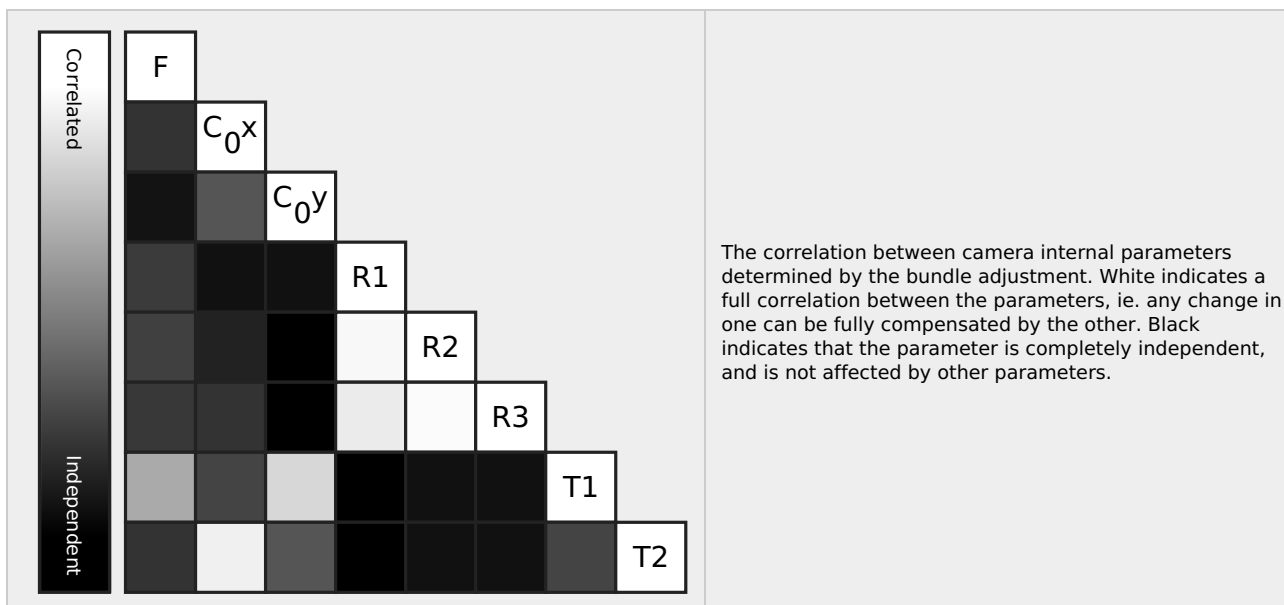 Correlated
Independent
F
C0x
C0y
R1
R2
R3
T1
T2
The correlation between camera internal parameters
determined by the bundle adjustment. White indicates a
full correlation between the parameters, ie. any change in
one can be fully compensated by the other. Black
indicates that the parameter is completely independent,
and is not affected by other parameters.